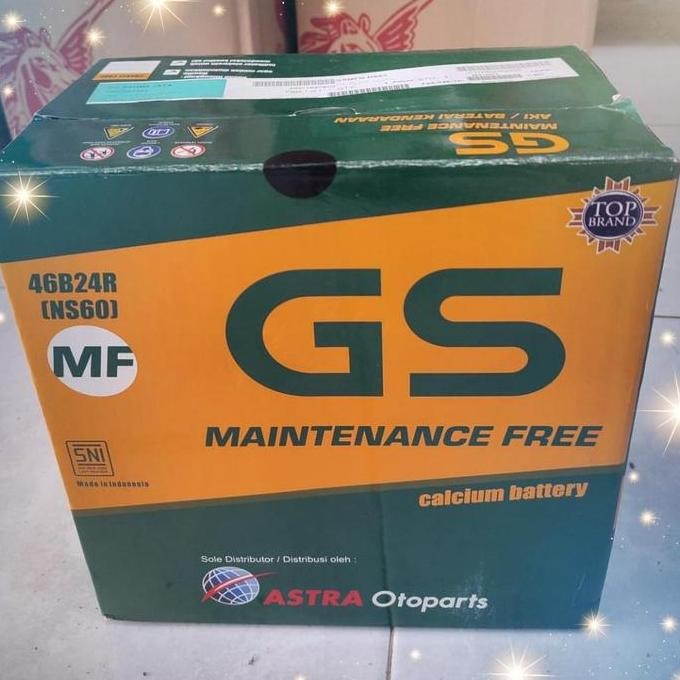 MAINTENANCE FREE
AKI / BATERAI KENDARAAN
GS
TOP
BRAND
46B24R
(NS60)
MF
GS
MAINTENANCE FREE
calcium battery
SNI
Made in Indonesia
Sole Distributor / Distribusi oleh :
ASTRA Otoparts